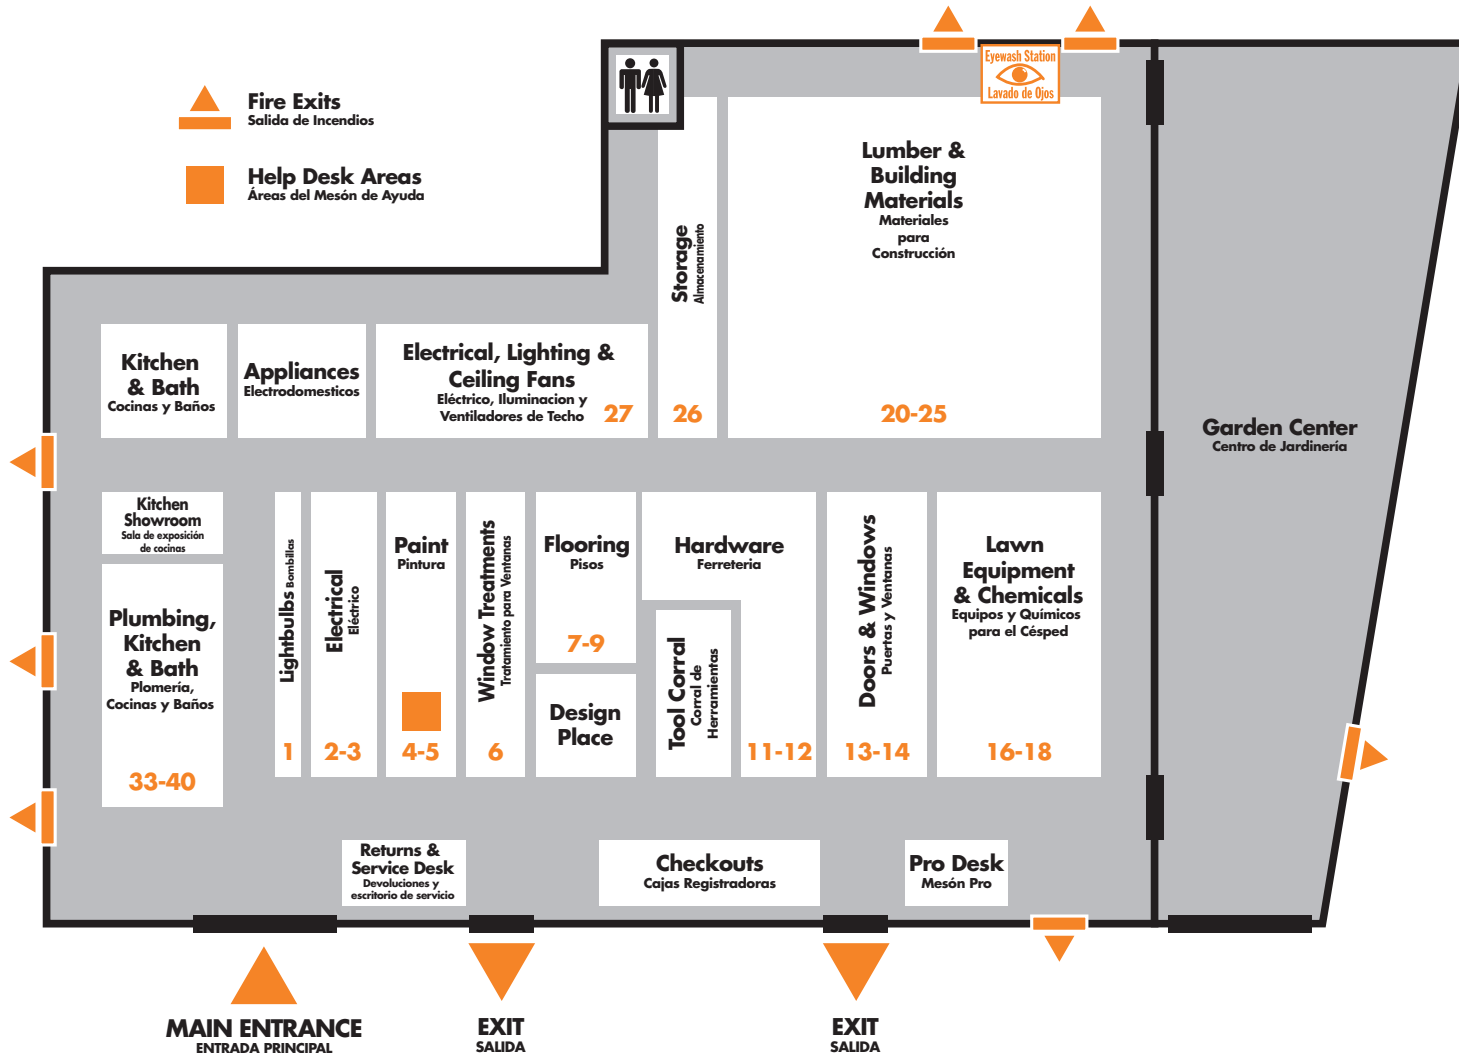 Fire Exits
Salida de Incendios
Help Desk Areas
Áreas del Mesón de Ayuda
Eyewash Station
Lavado de Ojos
Lumber &
Building
Materials
Materiales
para
Construcción
20-25
Storage
Almacenamiento
26
Kitchen
& Bath
Cocinas y Baños
Appliances
Electrodomesticos
Electrical, Lighting &
Ceiling Fans
Eléctrico, Iluminacion y
Ventiladores de Techo
27
Garden Center
Centro de Jardinería
Kitchen
Showroom
Sala de exposición
de cocinas
Plumbing,
Kitchen
& Bath
Plomería,
Cocinas y Baños
33-40
Lightbulbs Bombillas
1
Electrical
Eléctrico
2-3
Paint
Pintura
4-5
Window Treatments
Tratamiento para Ventanas
6
Flooring
Pisos
7-9
Design
Place
Hardware
Ferreteria
11-12
Tool Corral
Corral de
Herramientas
Doors & Windows
Puertas y Ventanas
13-14
Lawn
Equipment
& Chemicals
Equipos y Químicos
para el Césped
16-18
Returns &
Service Desk
Devoluciones y
escritorio de servicio
Checkouts
Cajas Registradoras
Pro Desk
Mesón Pro
MAIN ENTRANCE
ENTRADA PRINCIPAL
EXIT
SALIDA
EXIT
SALIDA